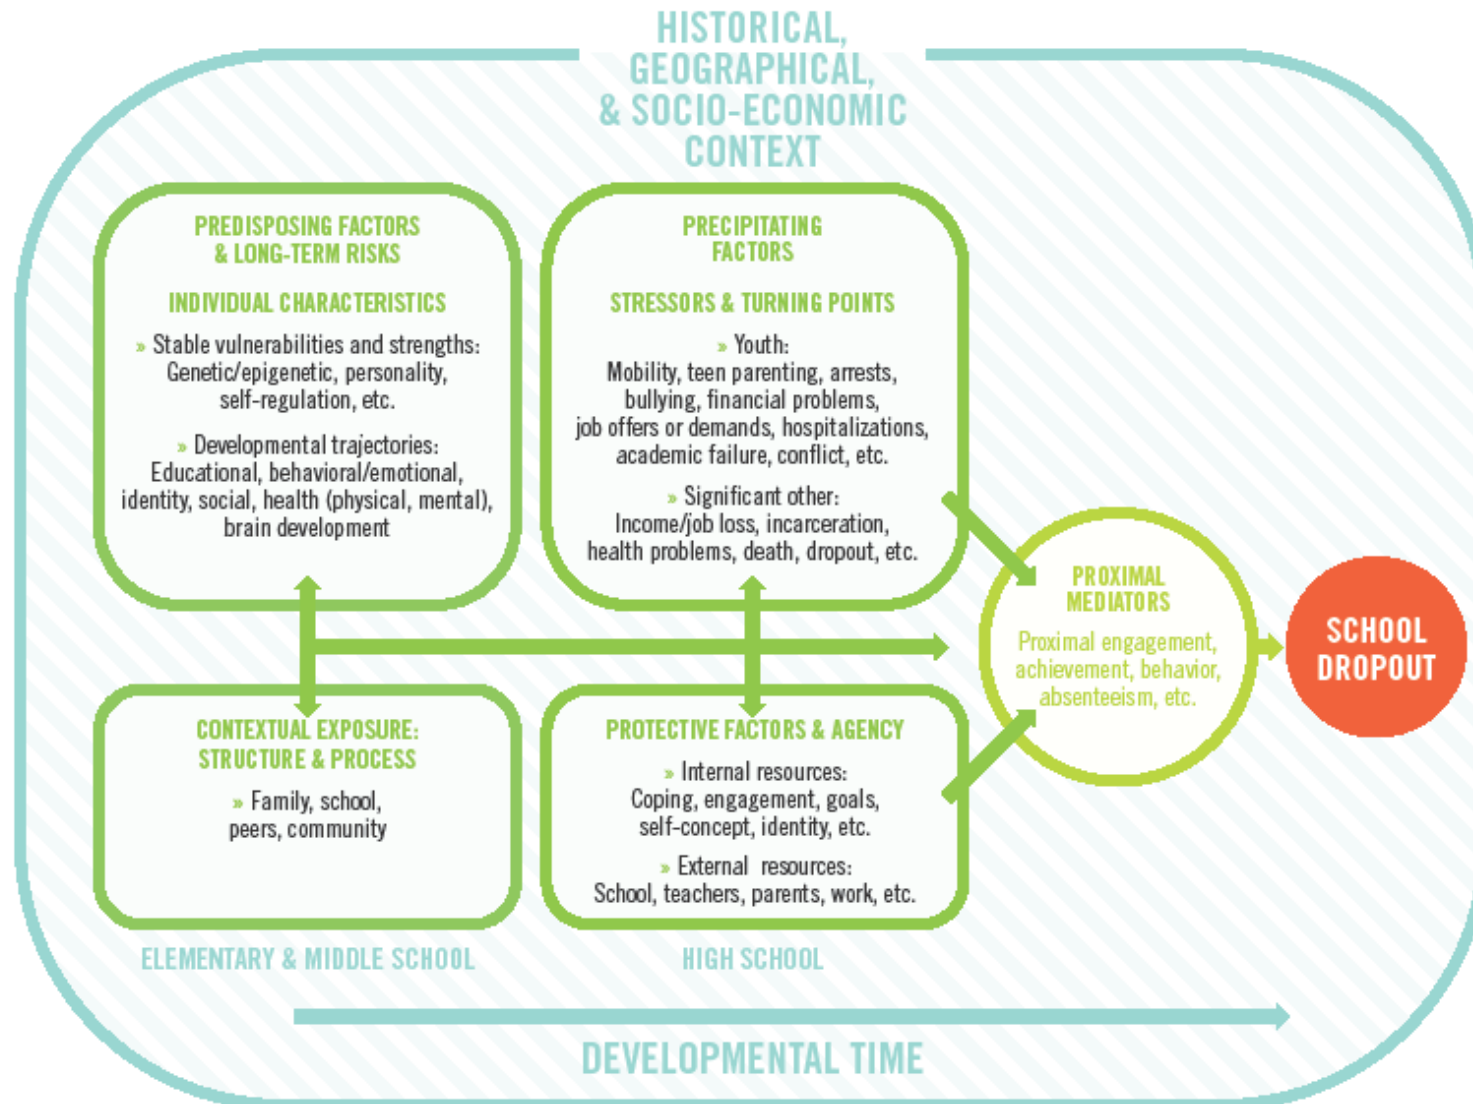 HISTORICAL,
GEOGRAPHICAL,
& SOCIO-ECONOMIC
CONTEXT
PREDISPOSING FACTORS
& LONG-TERM RISKS
INDIVIDUAL CHARACTERISTICS
» Stable vulnerabilities and strengths:
Genetic/epigenetic, personality,
self-regulation, etc.
» Developmental trajectories:
Educational, behavioral/emotional,
identity, social, health (physical, mental),
brain development
PRECIPITATING
FACTORS
STRESSORS & TURNING POINTS
» Youth:
Mobility, teen parenting, arrests,
bullying, financial problems,
job offers or demands, hospitalizations,
academic failure, conflict, etc.
» Significant other:
Income/job loss, incarceration,
health problems, death, dropout, etc.
CONTEXTUAL EXPOSURE:
STRUCTURE & PROCESS
» Family, school,
peers, community
PROTECTIVE FACTORS & AGENCY
» Internal resources:
Coping, engagement, goals,
self-concept, identity, etc.
» External resources:
School, teachers, parents, work, etc.
PROXIMAL
MEDIATORS
Proximal engagement,
achievement, behavior,
absenteeism, etc.
SCHOOL
DROPOUT
ELEMENTARY & MIDDLE SCHOOL
HIGH SCHOOL
DEVELOPMENTAL TIME